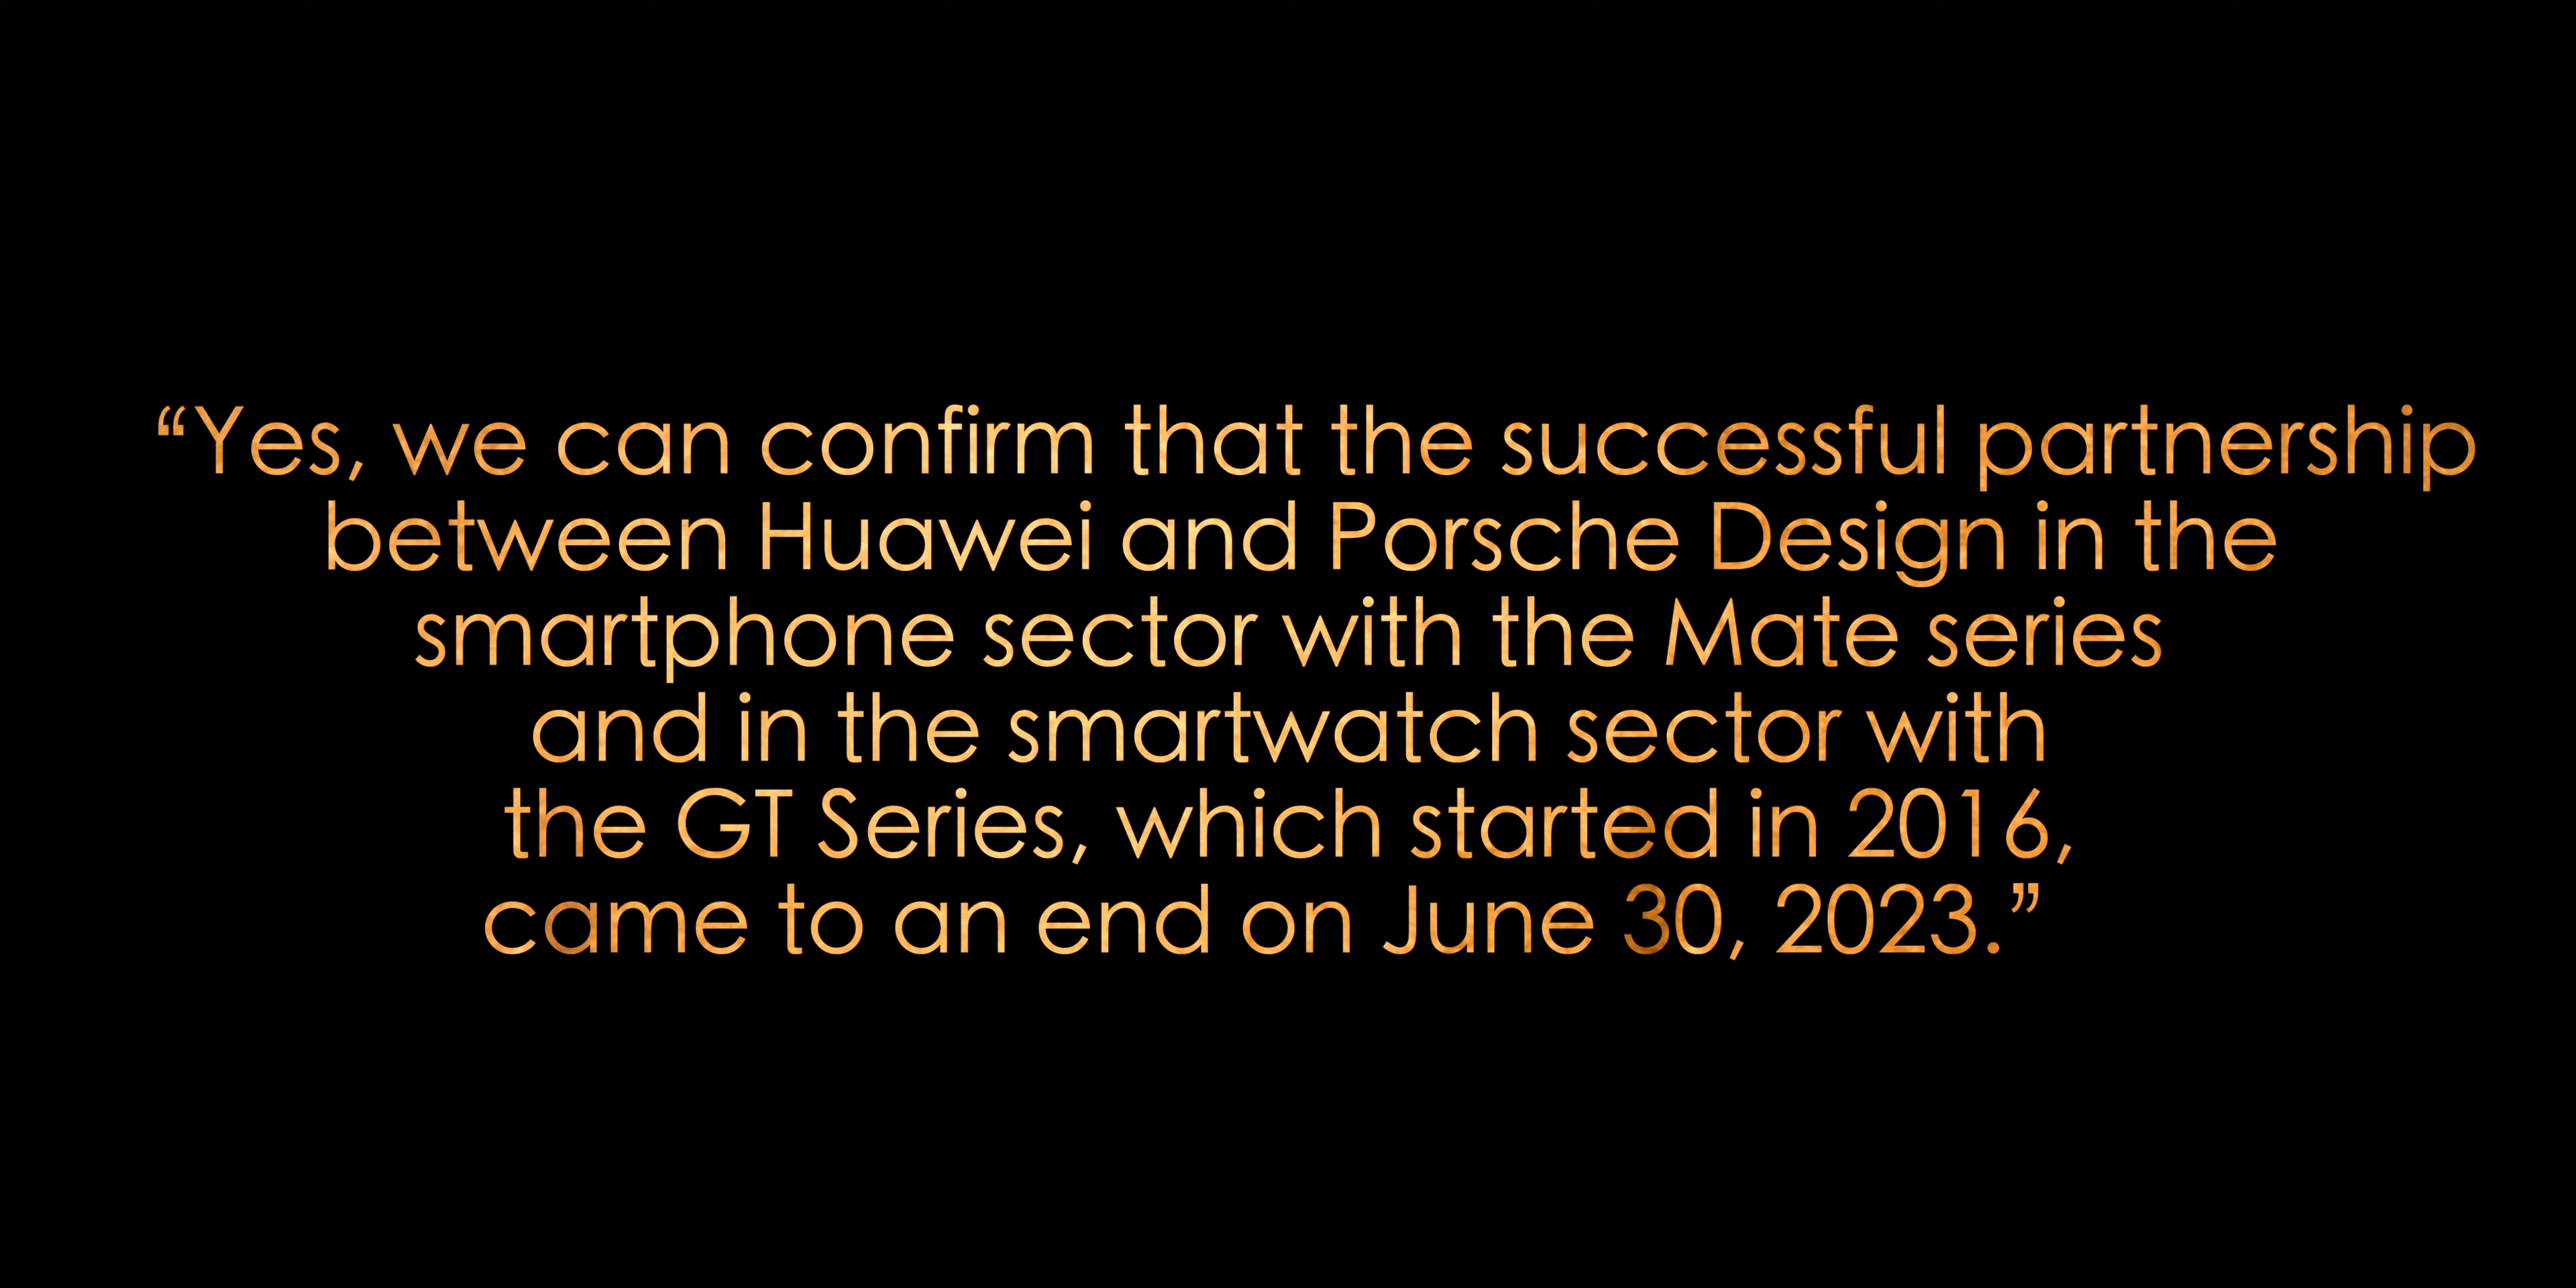 “Yes, we can confirm that the successful partnership
between Huawei and Porsche Design in the
smartphone sector with the Mate series
and in the smartwatch sector with
the GT Series, which started in 2016,
came to an end on June 30, 2023.”